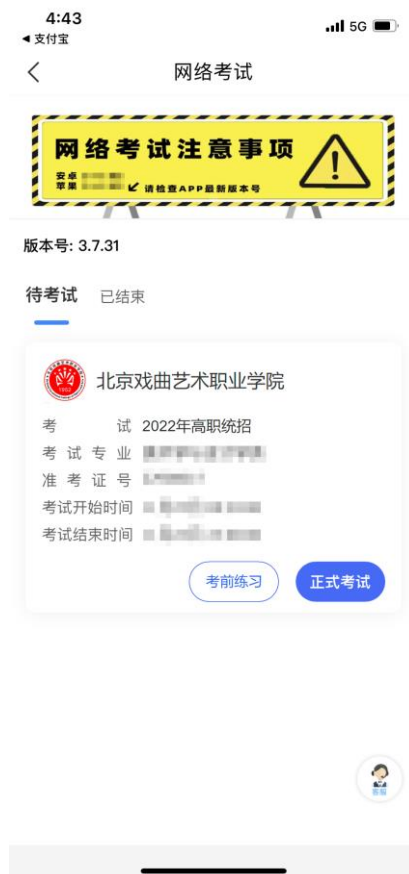 4:43
5G
支付宝
网络考试
网络考试注意事项
安卓
苹果
请检查APP最新版本号
版本号: 3.7.31
待考试 已结束
北京戏曲艺术职业学院
考试 2022年高职统招
考试专业
准考证号
考试开始时间
考试结束时间
考前练习 正式考试
客服